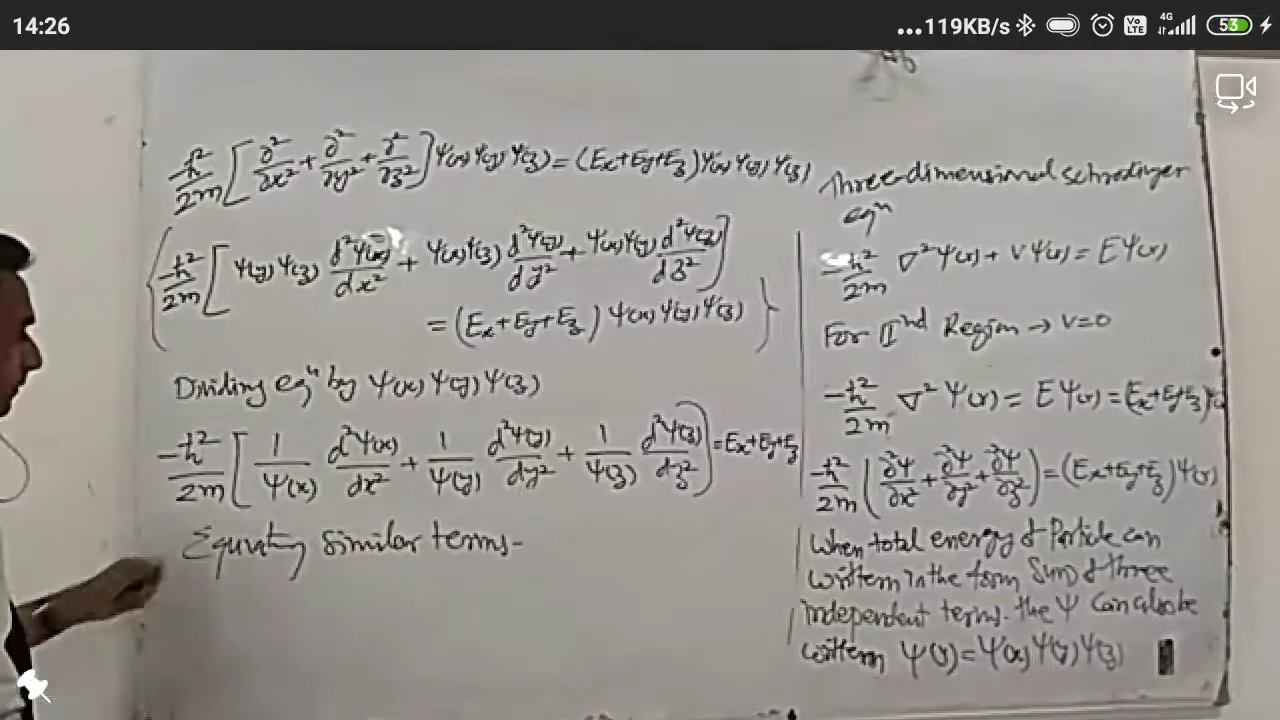 14:26
...119KB/s
Vo LTE
4G
53
-ħ²/2m [∂²/∂x² + ∂²/∂y² + ∂²/∂z²] Ψ(x) Ψ(y) Ψ(z) = (Ex+Ey+Ez) Ψ(x) Ψ(y) Ψ(z)
{-ħ²/2m [Ψ(y) Ψ(z) d²Ψ(x)/dx² + Ψ(x) Ψ(z) d²Ψ(y)/dy² + Ψ(x) Ψ(y) d²Ψ(z)/dz²]
= (Ex+Ey+Ez) Ψ(x) Ψ(y) Ψ(z)}
Dividing eqⁿ by Ψ(x) Ψ(y) Ψ(z)
-ħ²/2m [1/Ψ(x) d²Ψ(x)/dx² + 1/Ψ(y) d²Ψ(y)/dy² + 1/Ψ(z) d²Ψ(z)/dz²] = Ex+Ey+Ez
Equating similar terms-
Three-dimensional schrodinger
eqⁿ
-ħ²/2m ∇²Ψ(r) + VΨ(r) = EΨ(r)
For IInd Region → V=0
-ħ²/2m ∇² Ψ(r) = EΨ(r) = (Ex+Ey+Ez)
-ħ²/2m (∂²Ψ/∂x² + ∂²Ψ/∂y² + ∂²Ψ/∂z²) = (Ex+Ey+Ez) Ψ(r)
When total energy of Particle can
written in the form Sum of three
independent terms. the Ψ can also be
written Ψ(r) = Ψ(x) Ψ(y) Ψ(z)